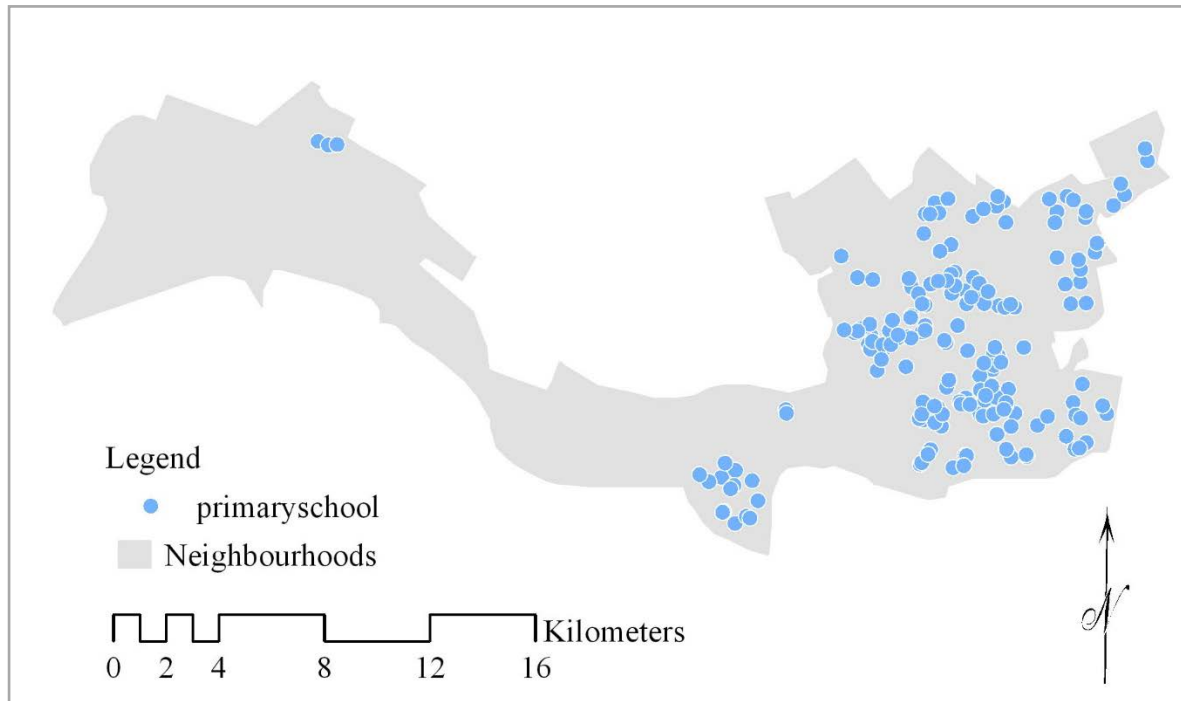 Legend
primaryschool
Neighbourhoods
Kilometers
0 2 4 8 12 16
N